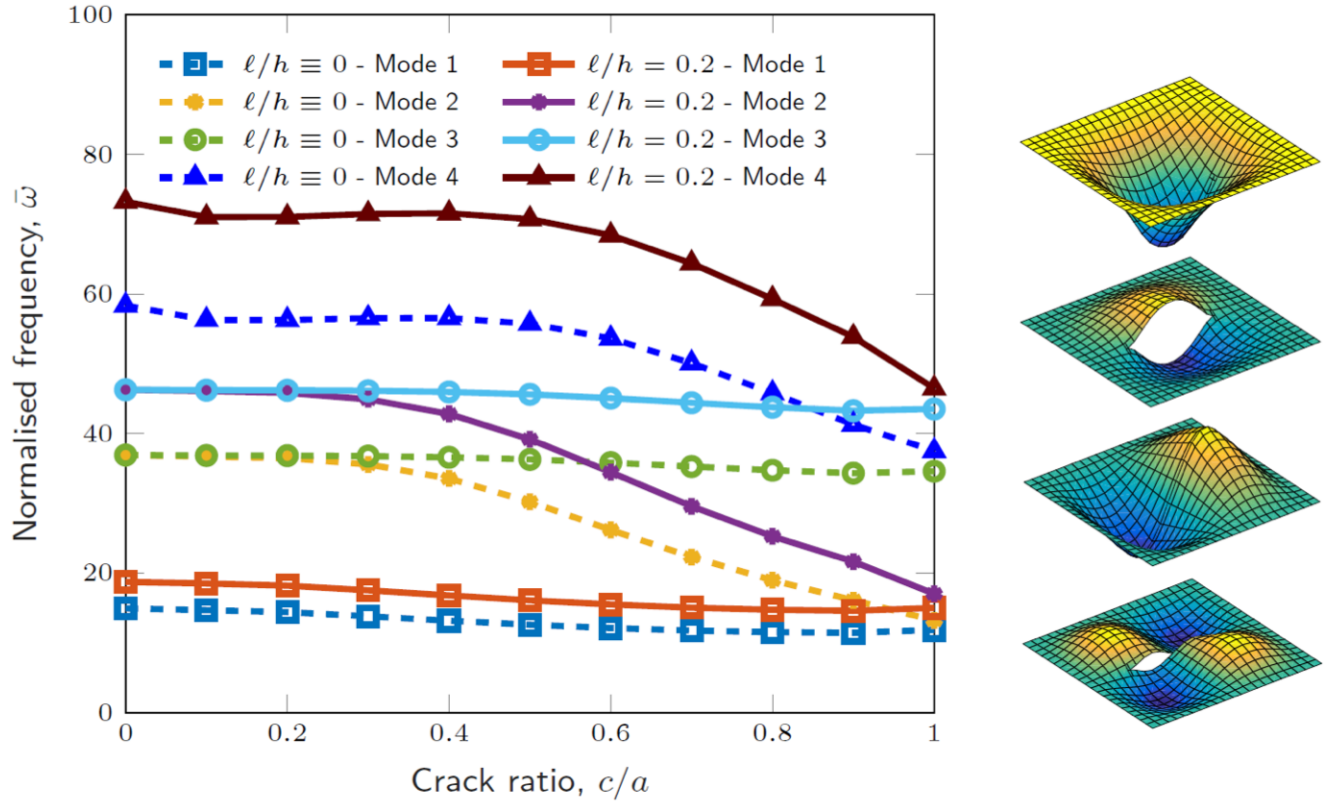 100
80
60
40
20
0
Normalised frequency, ω̄
ℓ/h ≡ 0 - Mode 1
ℓ/h ≡ 0 - Mode 2
ℓ/h ≡ 0 - Mode 3
ℓ/h ≡ 0 - Mode 4
ℓ/h = 0.2 - Mode 1
ℓ/h = 0.2 - Mode 2
ℓ/h = 0.2 - Mode 3
ℓ/h = 0.2 - Mode 4
0 0.2 0.4 0.6 0.8 1
Crack ratio, c/a